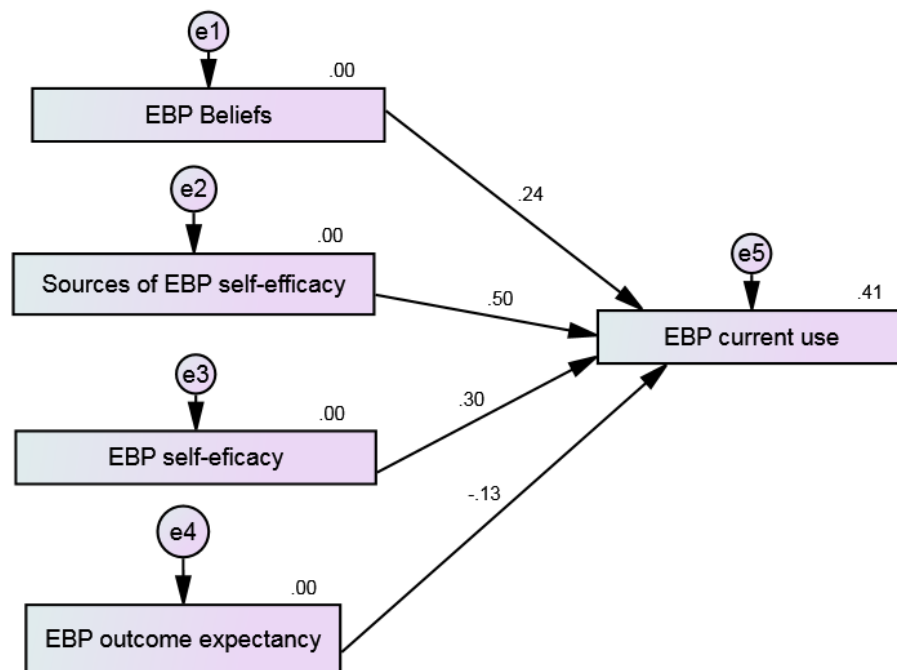 e1
.00
EBP Beliefs
.24
e2
.00
Sources of EBP self-efficacy
.50
e5
.41
EBP current use
e3
.00
EBP self-eficacy
.30
-.13
e4
.00
EBP outcome expectancy